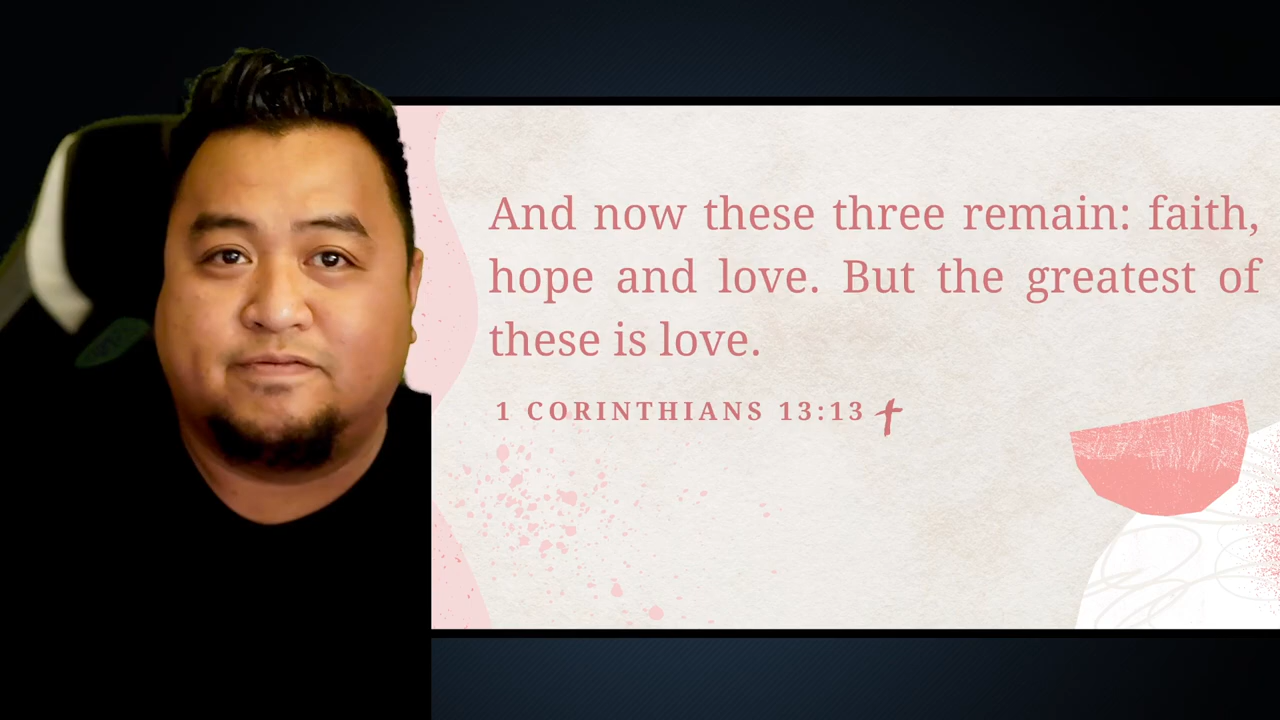 And now these three remain: faith,
hope and love. But the greatest of
these is love.
1 CORINTHIANS 13:13